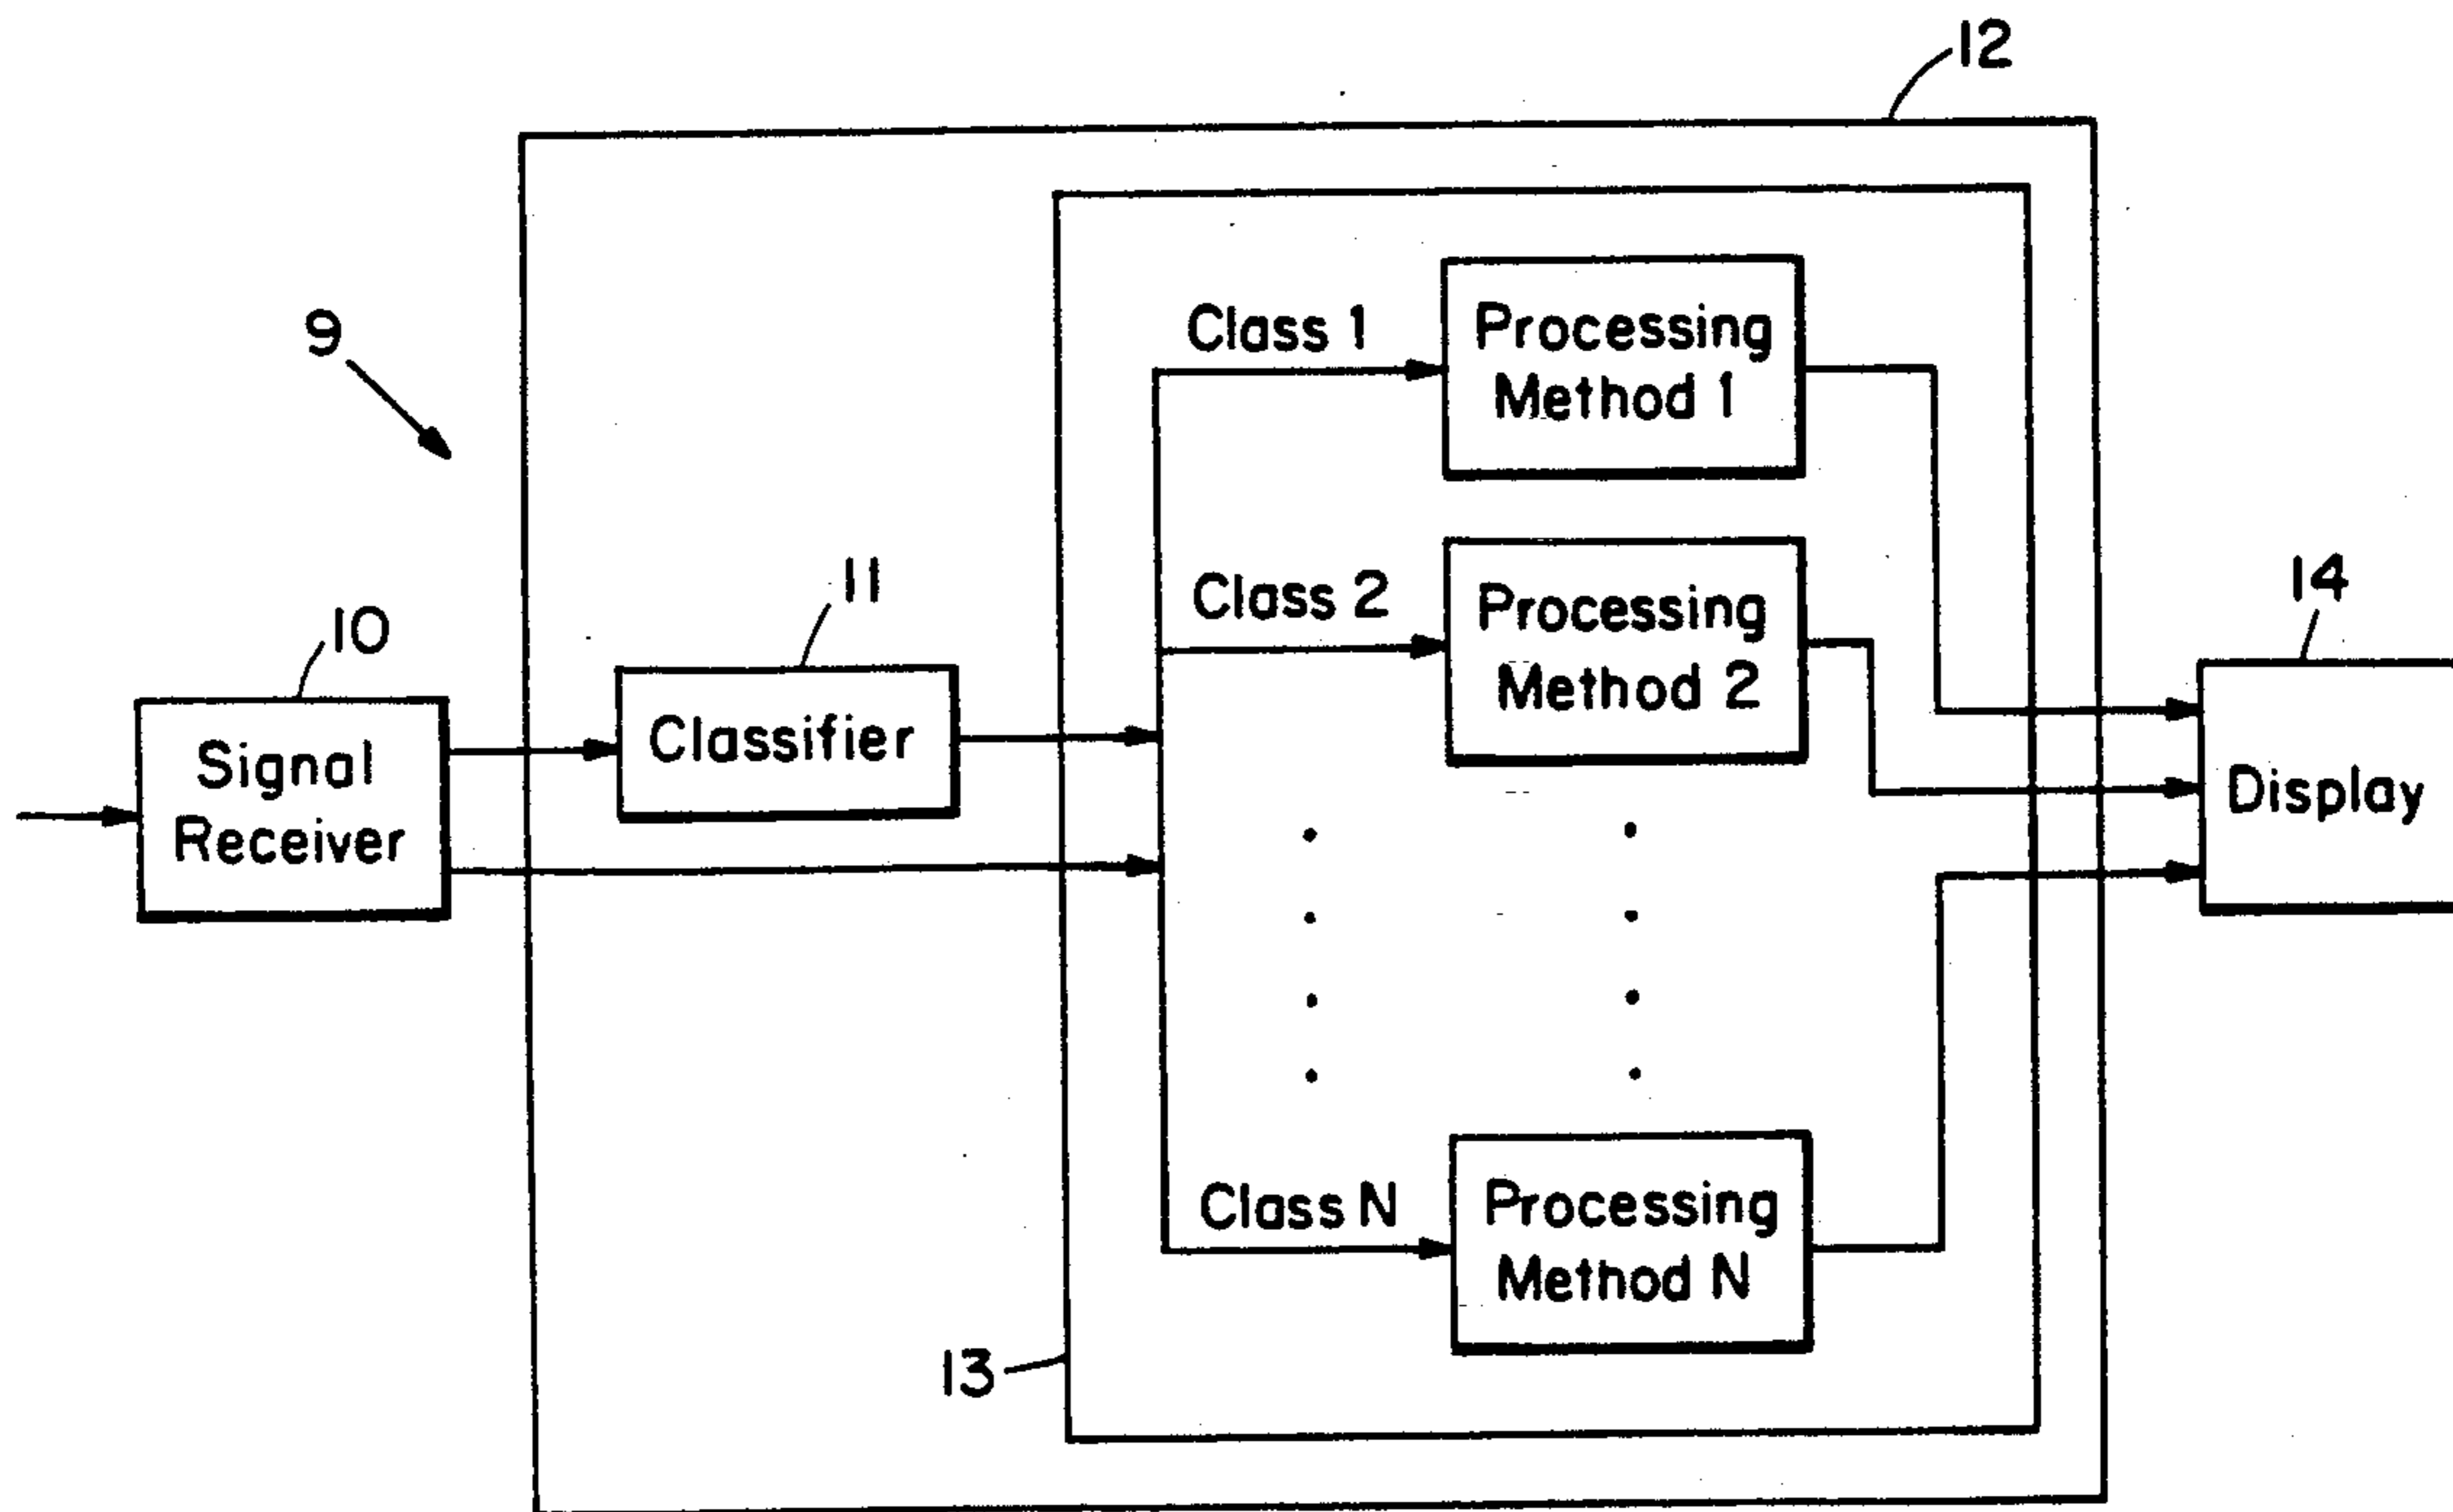 12
9
Class 1
Processing
Method 1
Class 2
Processing
Method 2
11
14
10
Classifier
Signal
Receiver
Display
Class N
Processing
Method N
13